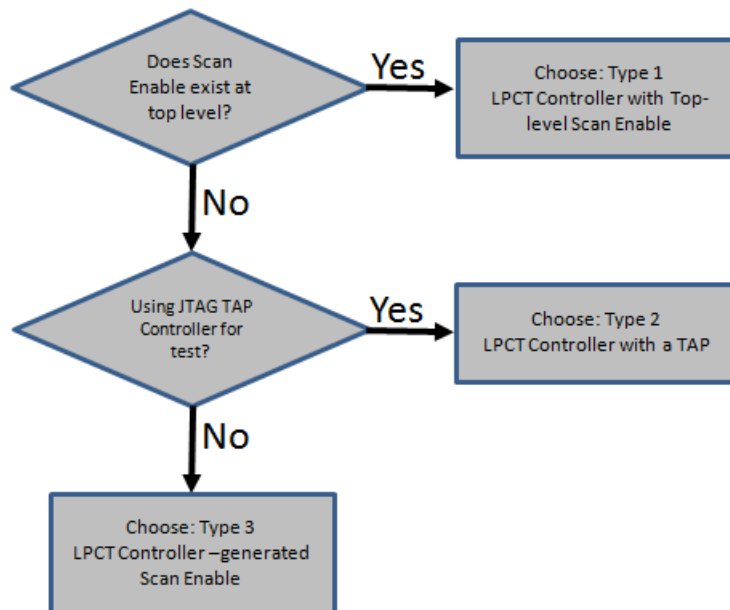 Does Scan
Enable exist at
top level?
Yes
Choose: Type 1
LPCT Controller with Top-
level Scan Enable
No
Using JTAG TAP
Controller for
test?
Yes
Choose: Type 2
LPCT Controller with a TAP
No
Choose: Type 3
LPCT Controller –generated
Scan Enable